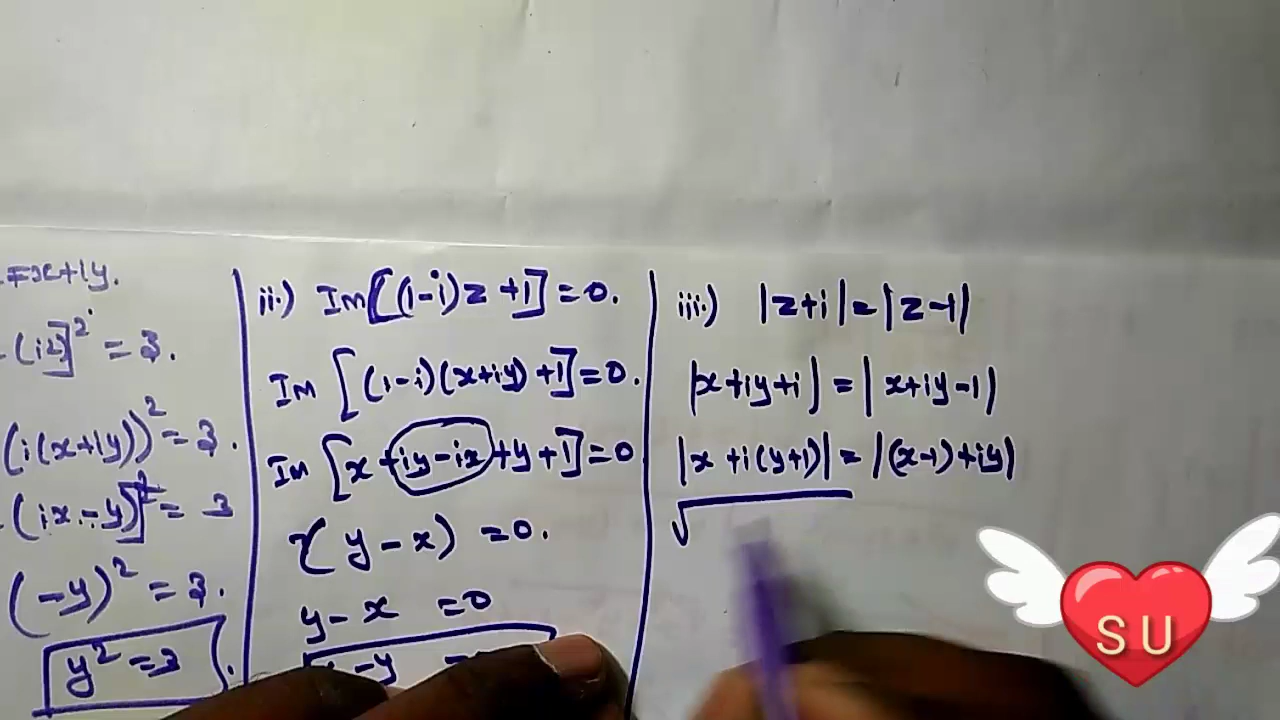 =x+iy.
(iz)]² = 3.
(i(x+iy))² = 3.
(ix-y)]² = 3
(-y)² = 3.
y² = 3.
ii.) Im[(1-i)z+1]=0.
Im [(1-i)(x+iy)+1]=0.
Im [x+iy-ix+y+1]=0
(y-x) =0.
y-x =0
-y
iii.) |z+i|=|z-1|
|x+iy+i|=|x+iy-1|
|x+i(y+1)|=|(x-1)+iy|
√
SU